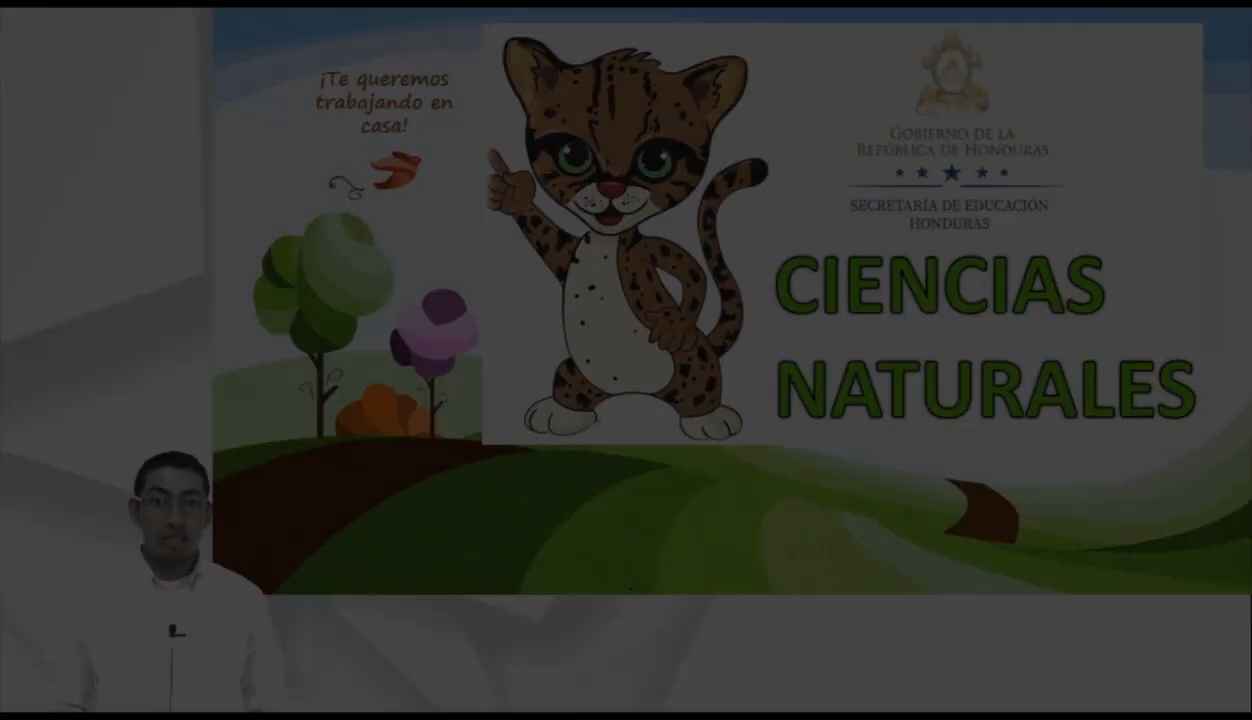 ¡Te queremos
trabajando en
casa!
GOBIERNO DE LA
REPÚBLICA DE HONDURAS
SECRETARÍA DE EDUCACIÓN
HONDURAS
CIENCIAS
NATURALES